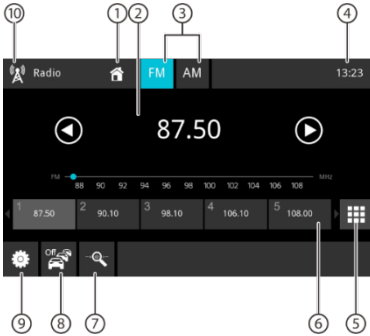 10 1 2 3 4
Radio FM AM 13:23
87.50
FM 88 90 92 94 96 98 100 102 104 106 108 MHz
1 87.50 2 90.10 3 98.10 4 106.10 5 108.00
Off
9 8 7 6 5